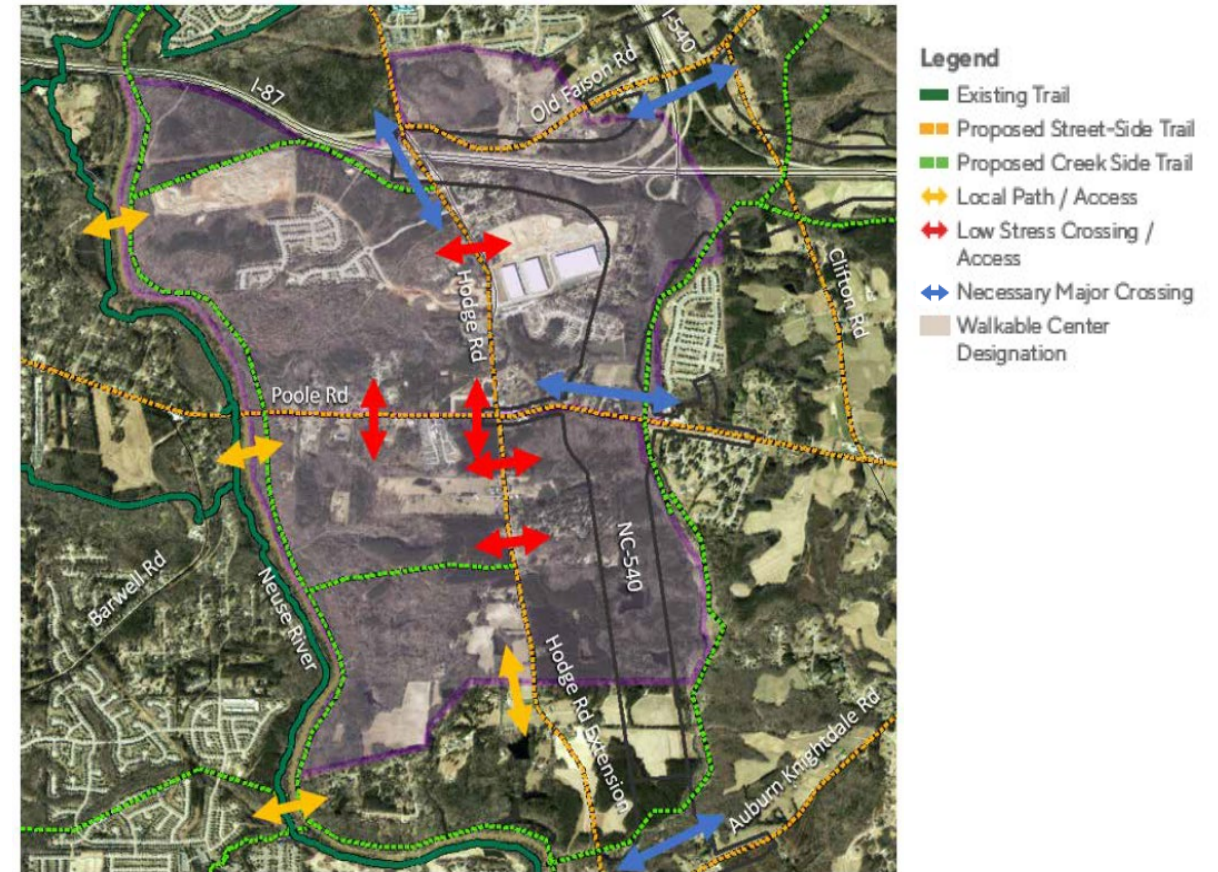 I-540
Old Faison Rd
I-87
Hodge Rd
Clifton Rd
Poole Rd
NC-540
Barwell Rd
Neuse River
Hodge Rd Extension
Auburn Knightdale Rd
Legend
Existing Trail
Proposed Street-Side Trail
Proposed Creek Side Trail
Local Path / Access
Low Stress Crossing /
Access
Necessary Major Crossing
Walkable Center
Designation